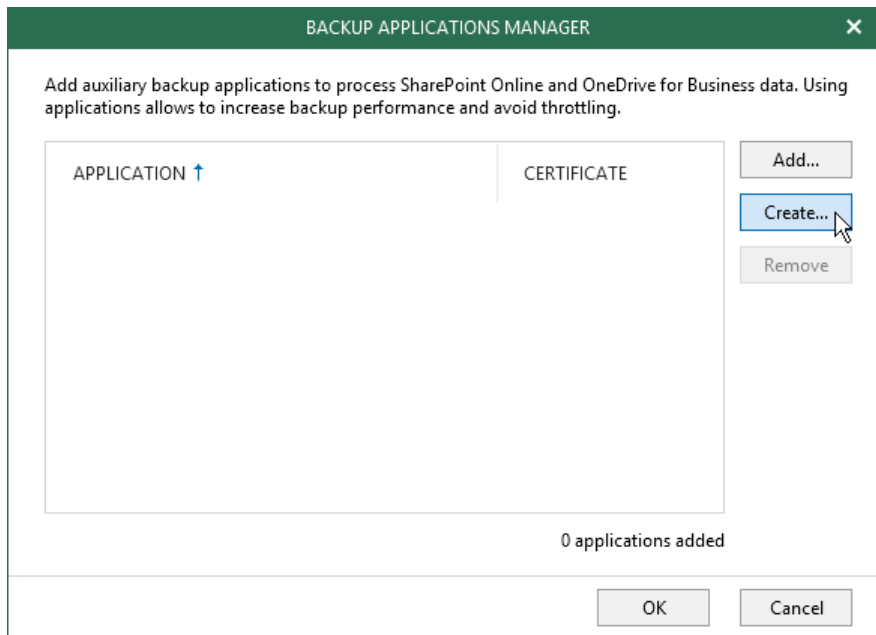 BACKUP APPLICATIONS MANAGER
Add auxiliary backup applications to process SharePoint Online and OneDrive for Business data. Using
applications allows to increase backup performance and avoid throttling.
APPLICATION ↑
CERTIFICATE
Add...
Create...
Remove
0 applications added
OK
Cancel